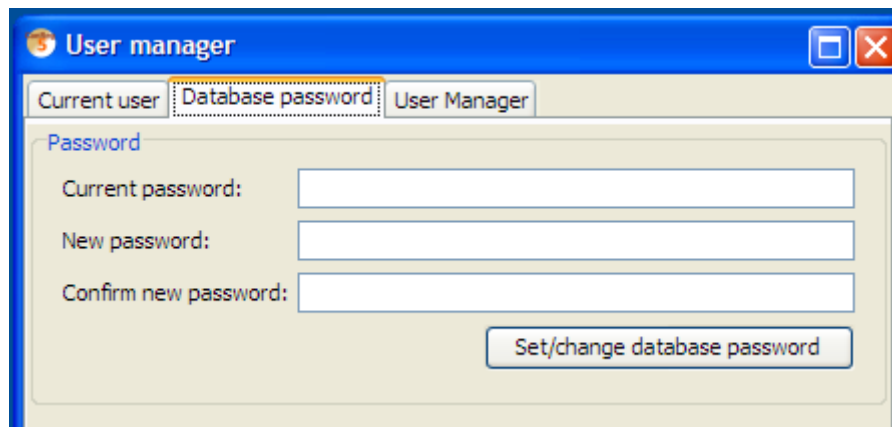 User manager
Current user Database password User Manager
Password
Current password:
New password:
Confirm new password:
Set/change database password